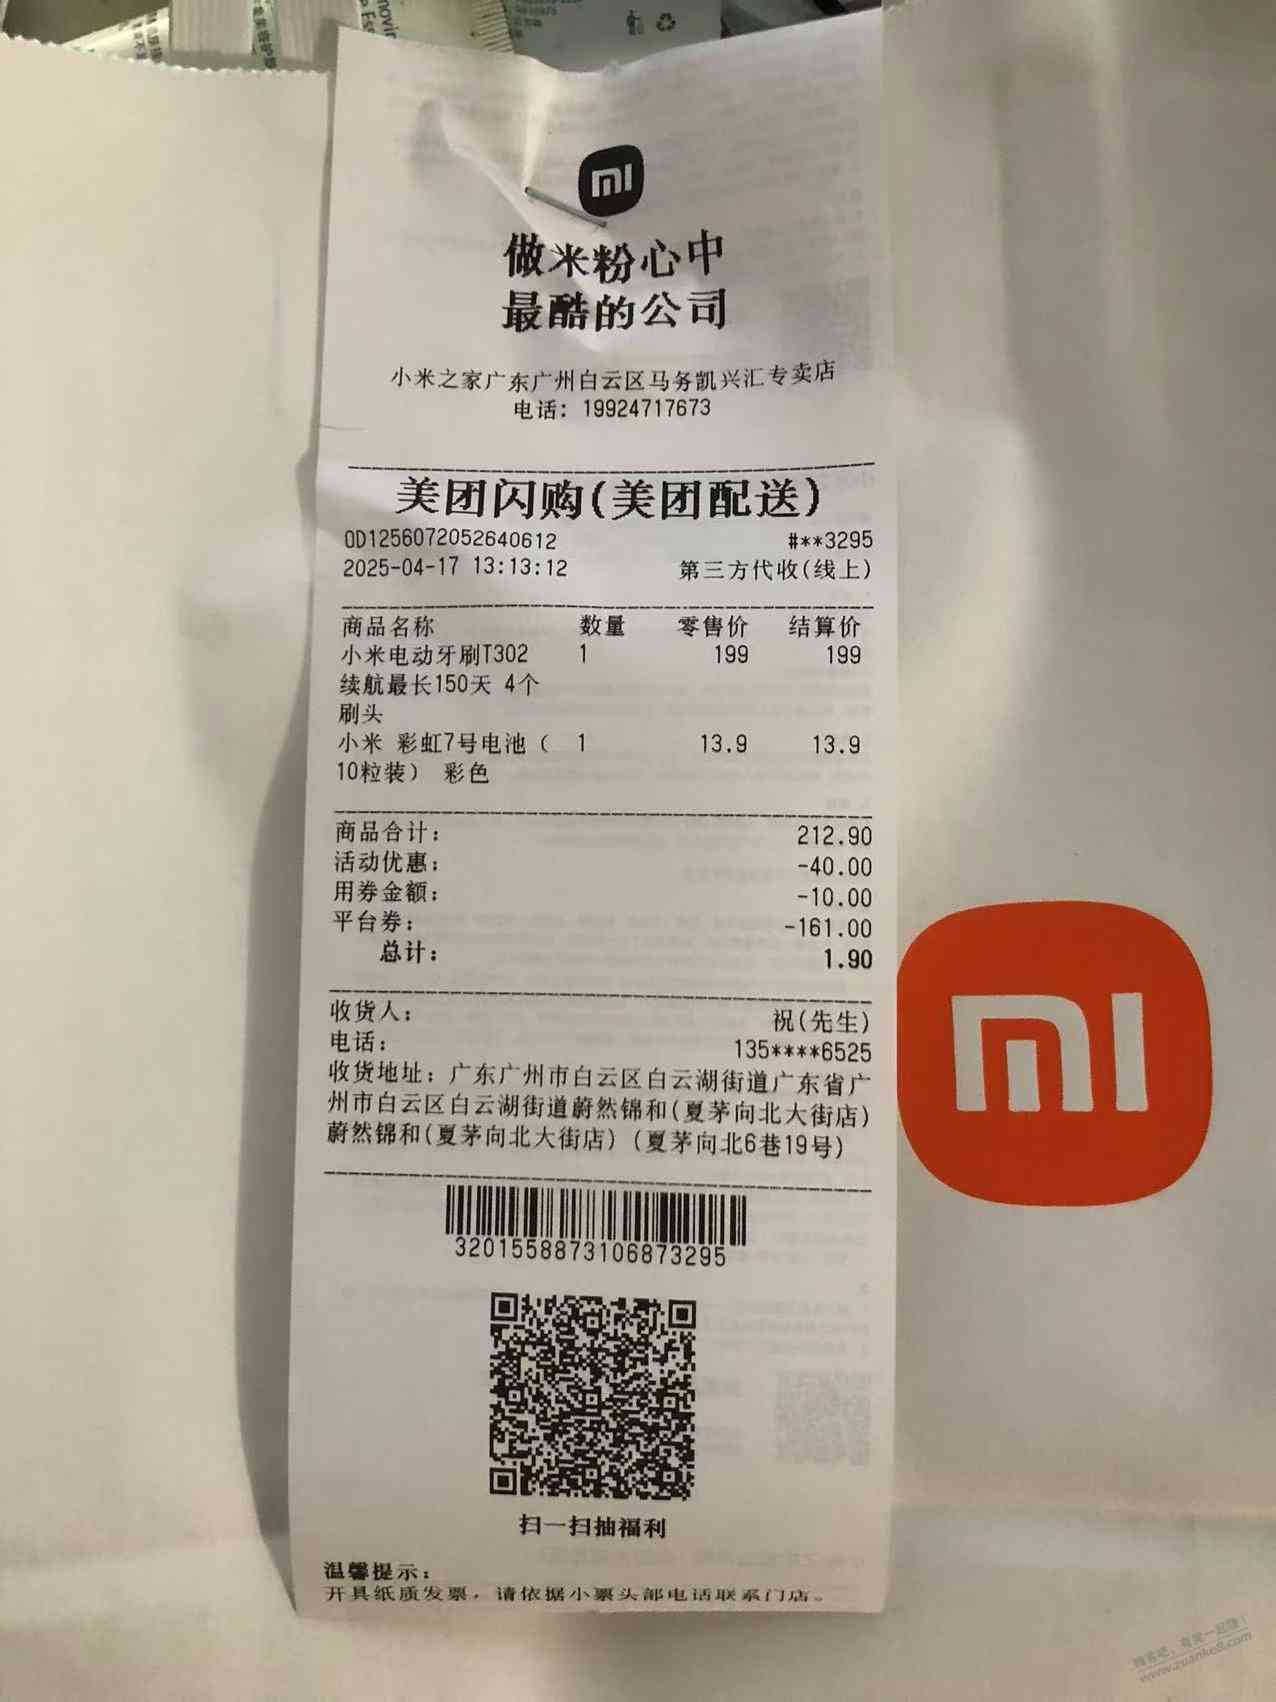 做米粉心中
最酷的公司
小米之家广东广州白云区马务凯兴汇专卖店
电话: 19924717673
美团闪购(美团配送)
OD1256072052640612 #**3295
2025-04-17 13:13:12 第三方代收(线上)
商品名称 数量 零售价 结算价
小米电动牙刷T302 1 199 199
续航最长150天 4个
刷头
小米 彩虹7号电池（ 1 13.9 13.9
10粒装） 彩色
商品合计: 212.90
活动优惠: -40.00
用券金额: -10.00
平台券: -161.00
总计: 1.90
收货人: 祝(先生)
电话: 135****6525
收货地址: 广东广州市白云区白云湖街道广东省广
州市白云区白云湖街道蔚然锦和(夏茅向北大街店)
蔚然锦和(夏茅向北大街店) (夏茅向北6巷19号)
3201558873106873295
扫一扫抽福利
温馨提示:
开具纸质发票，请依据小票头部电话联系门店。
mi
mi
www.zuanke8.com